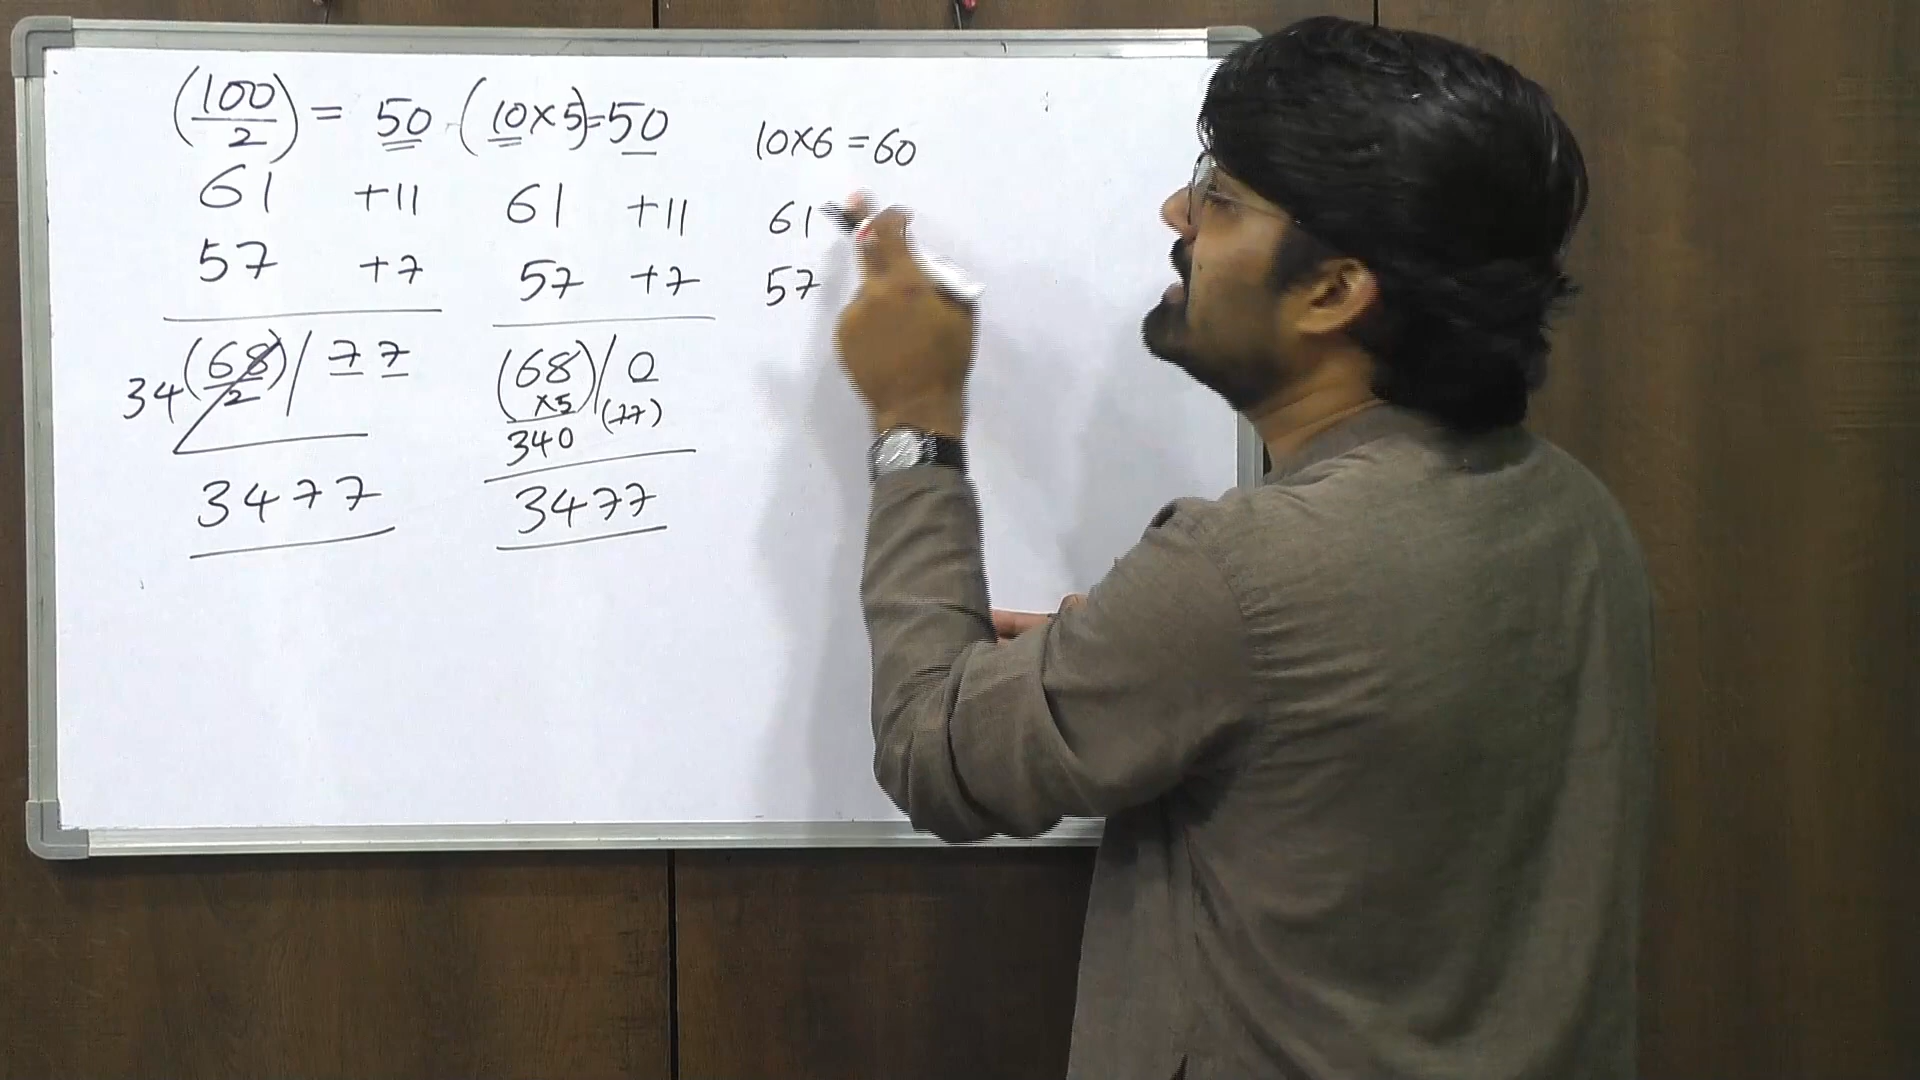 (100/2) = 50 (10×5)=50 10×6 = 60
61 +11 61 +11 61
57 +7 57 +7 57
34 (68/2) / 77 (68 / 0
×5) (77)
340
3477 3477